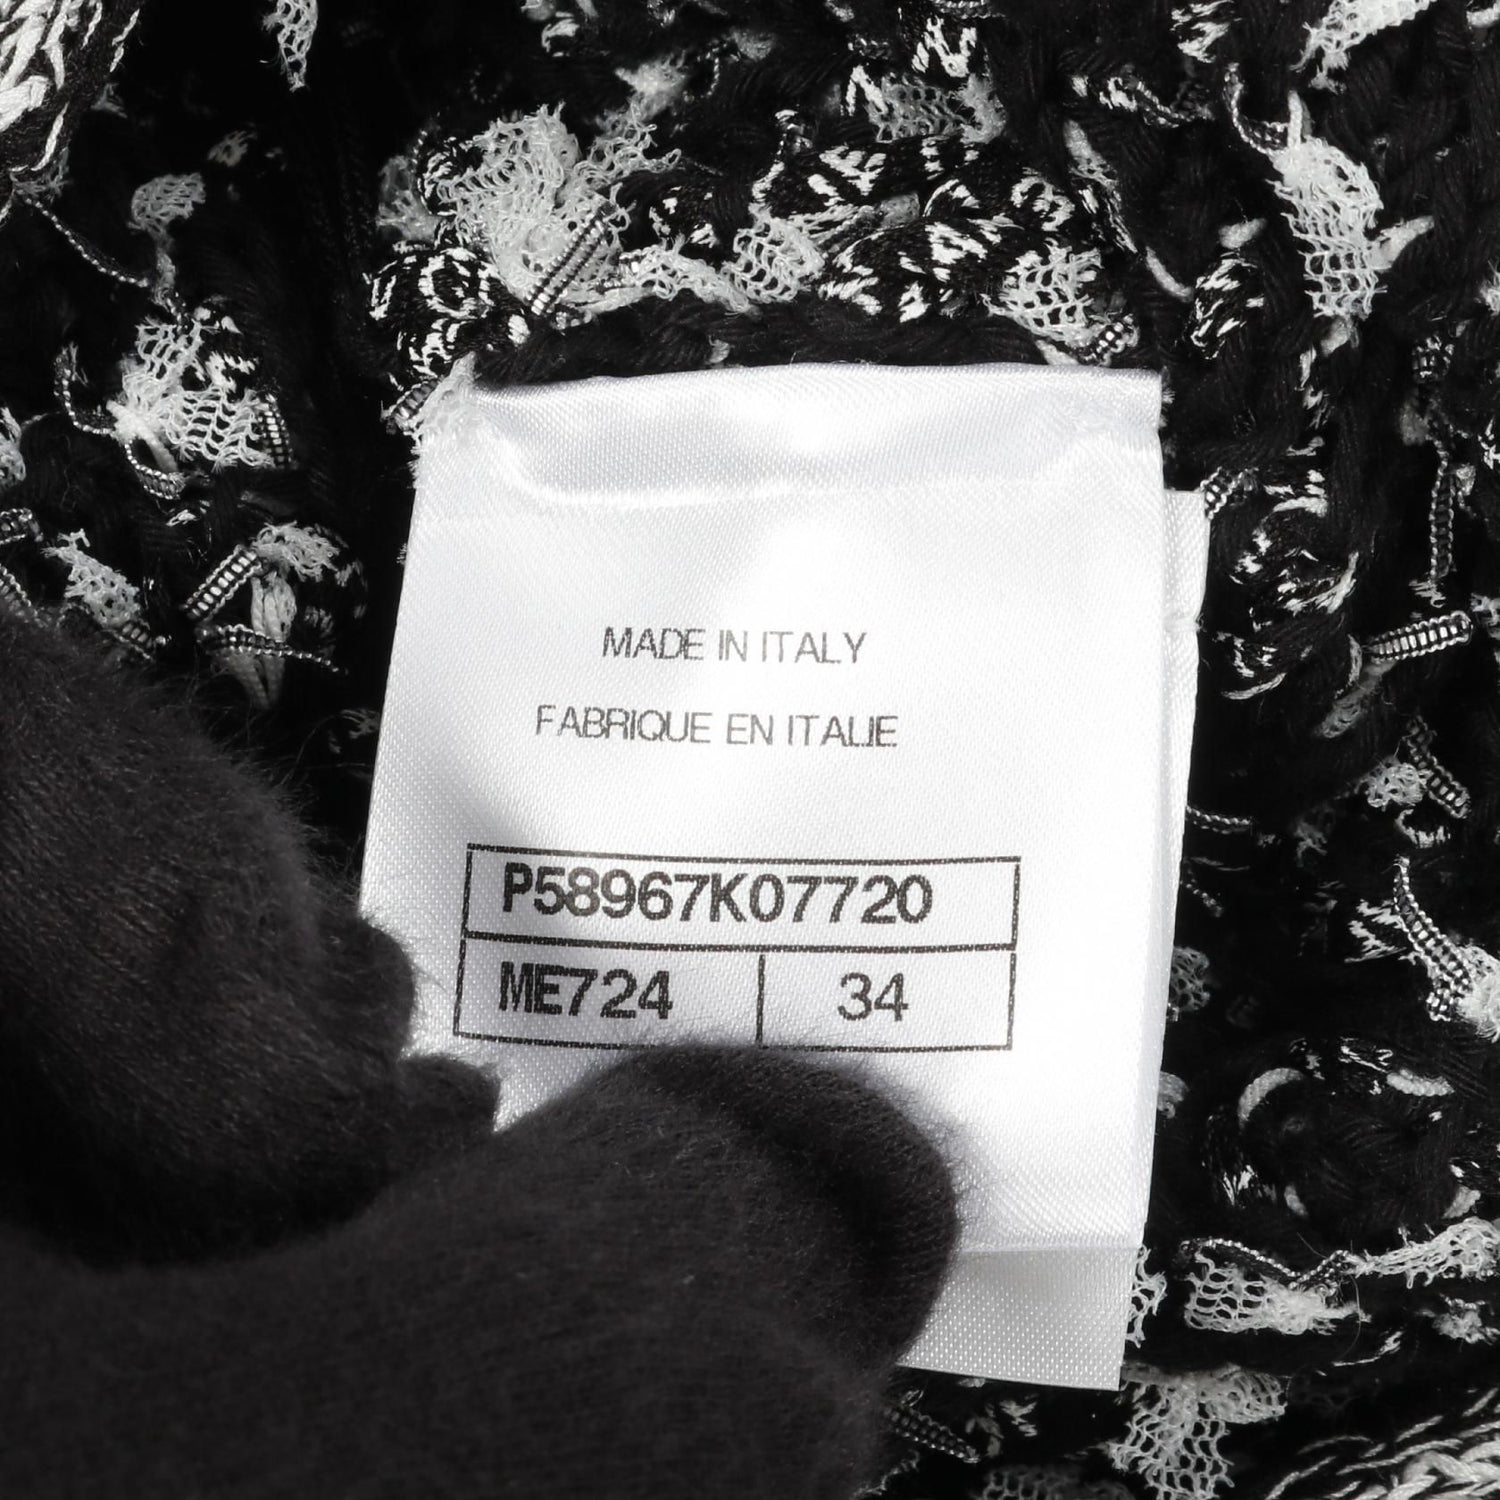 MADE IN ITALY
FABRIQUE EN ITALIE
P58967K07720
ME724 34